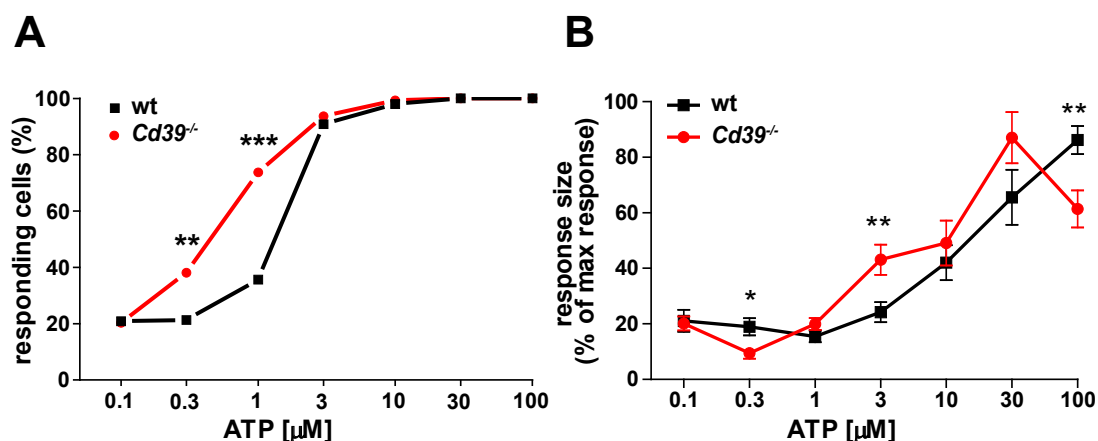 A
responding cells (%)
100
80
60
40
20
0
wt
Cd39-/-
**
***
0.1
0.3
1
3
10
30
100
ATP [μM]
B
response size
(% of max response)
100
80
60
40
20
0
wt
Cd39-/-
*
**
**
0.1
0.3
1
3
10
30
100
ATP [μM]